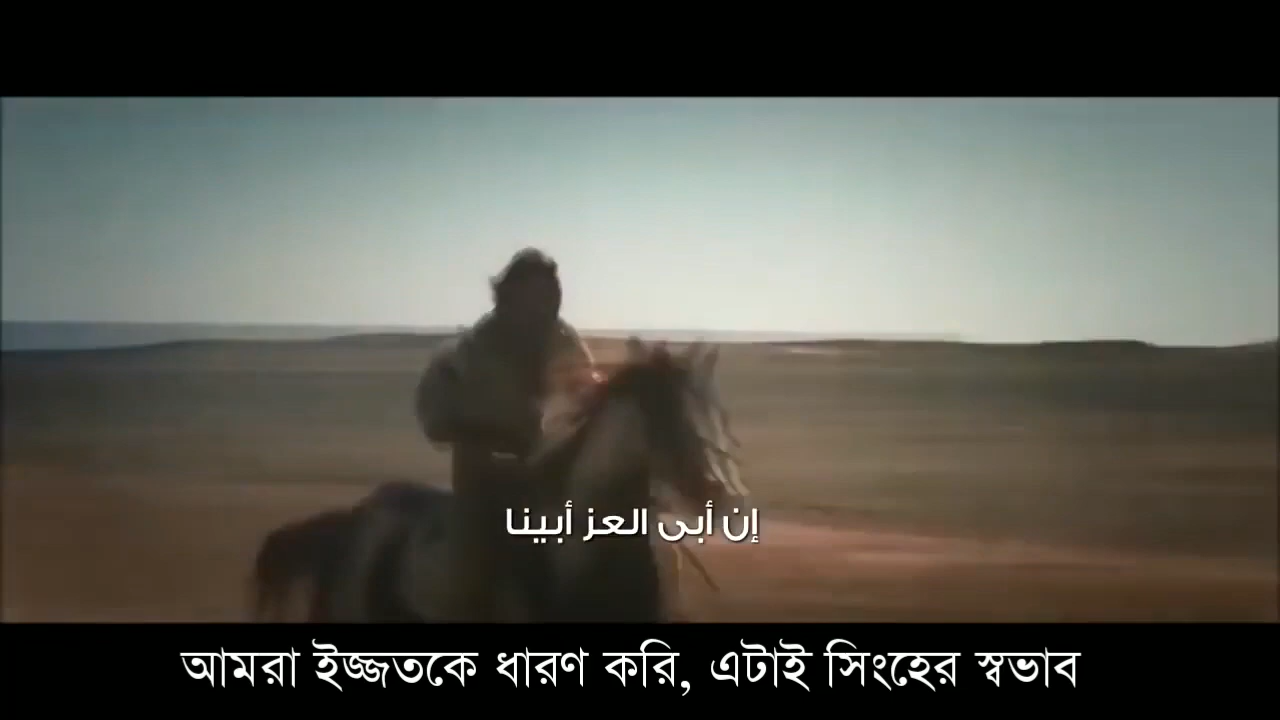 إن أبى العز أبينا
আমরা ইজ্জতকে ধারণ করি, এটাই সিংহের স্বভাব